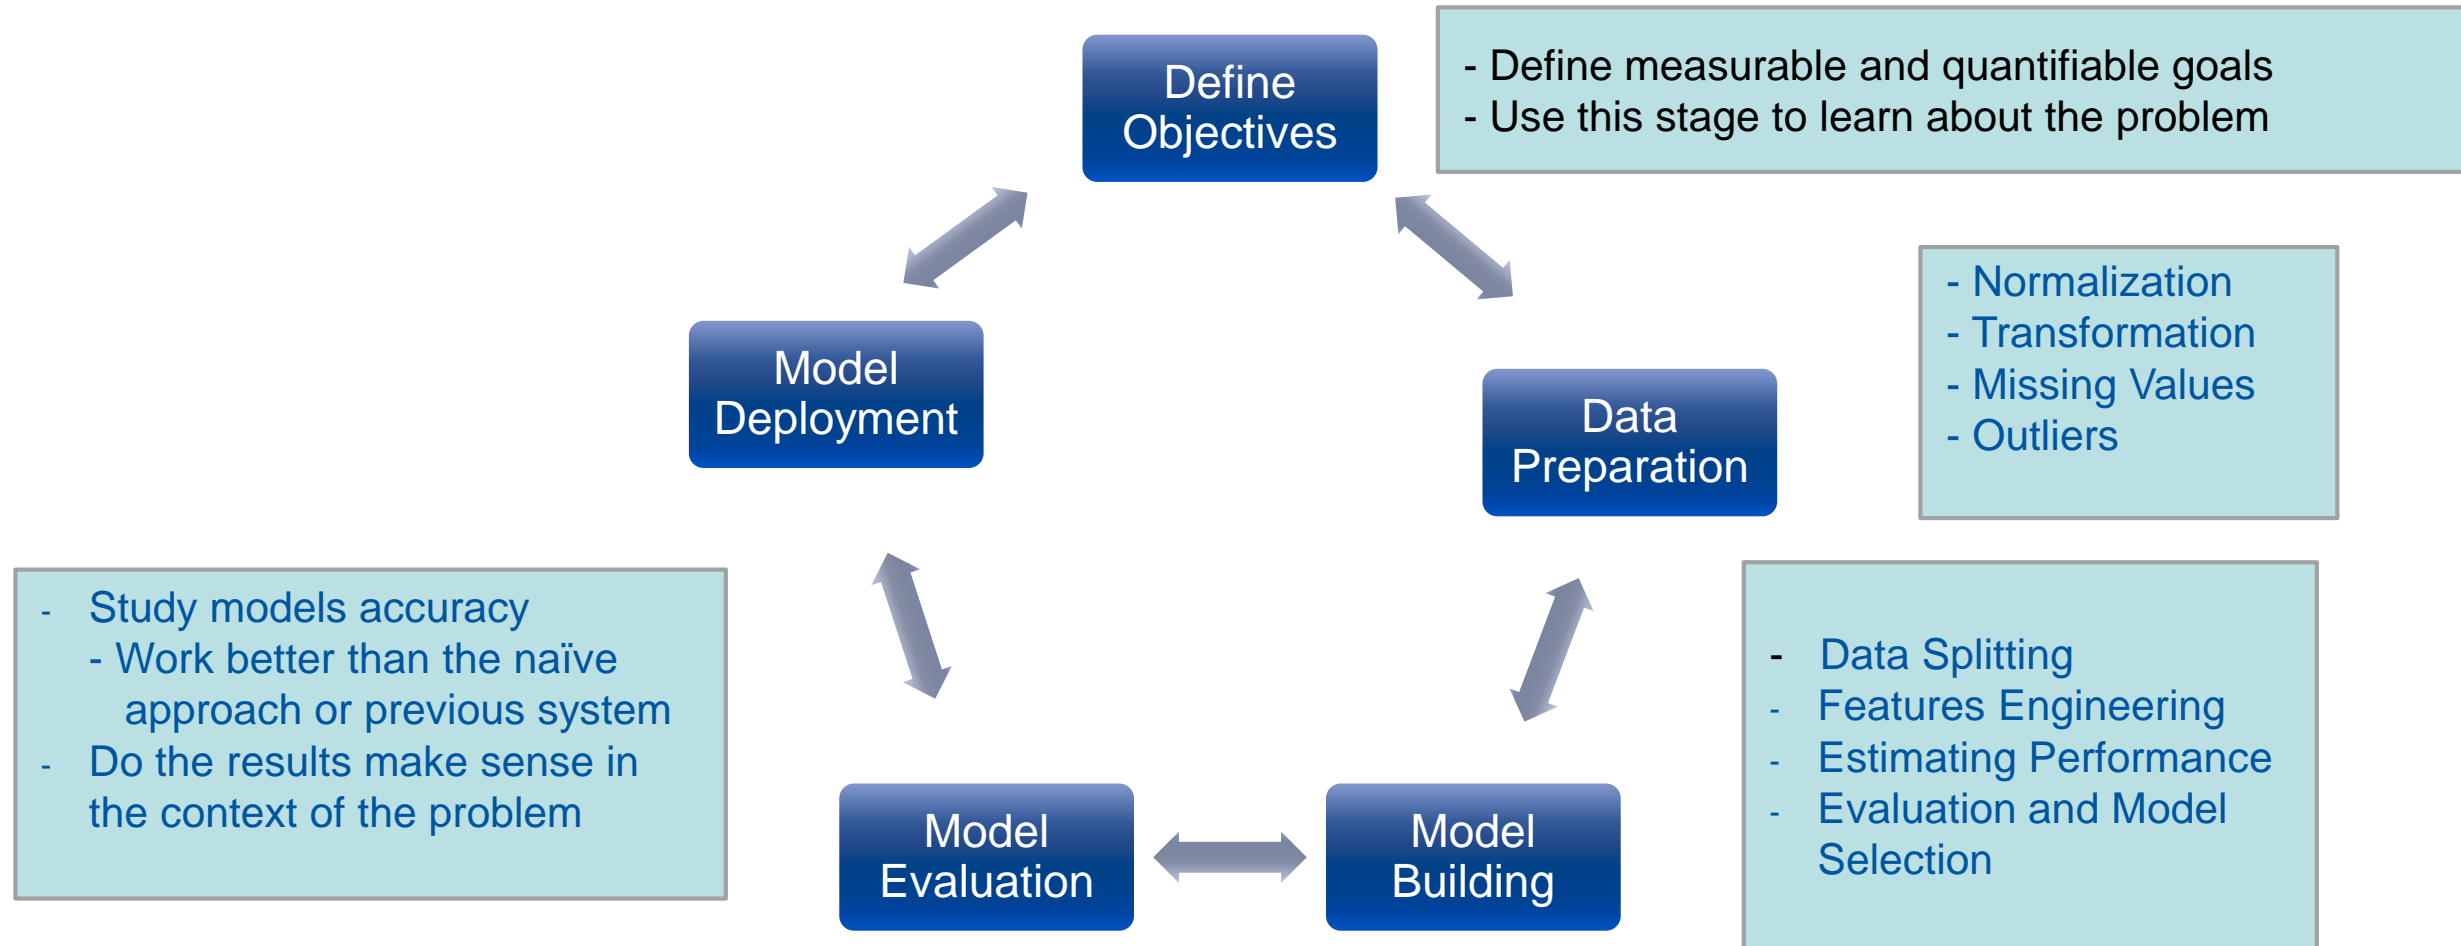 Define
Objectives
- Define measurable and quantifiable goals
- Use this stage to learn about the problem
Model
Deployment
Data
Preparation
- Normalization
- Transformation
- Missing Values
- Outliers
- Study models accuracy
- Work better than the naïve
approach or previous system
- Do the results make sense in
the context of the problem
- Data Splitting
- Features Engineering
- Estimating Performance
- Evaluation and Model
Selection
Model
Evaluation
Model
Building